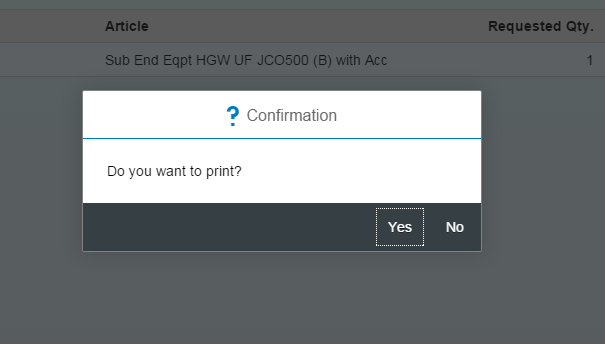 Article Requested Qty.
Sub End Eqpt HGW UF JCO500 (B) with Acc 1
? Confirmation
Do you want to print?
Yes No